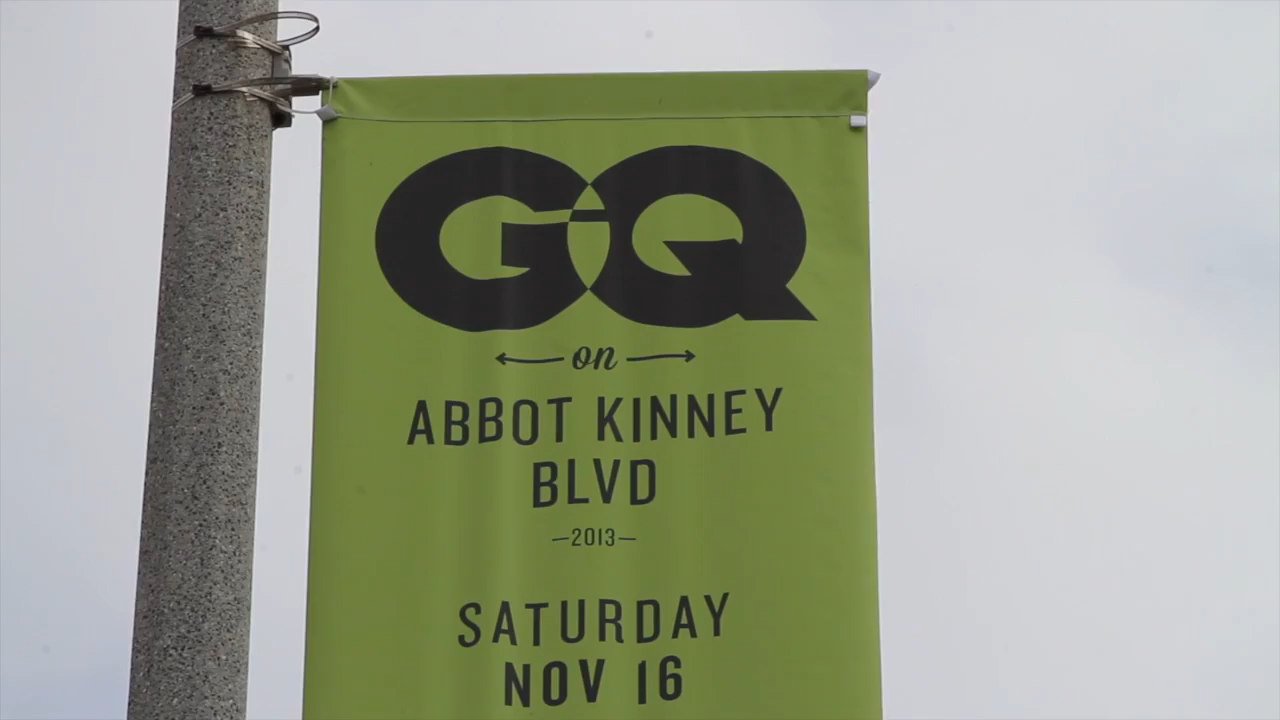 GQ
on
ABBOT KINNEY
BLVD
—2013—
SATURDAY
NOV 16